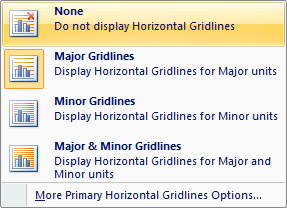 None
Do not display Horizontal Gridlines
Major Gridlines
Display Horizontal Gridlines for Major units
Minor Gridlines
Display Horizontal Gridlines for Minor units
Major & Minor Gridlines
Display Horizontal Gridlines for Major and
Minor units
More Primary Horizontal Gridlines Options...